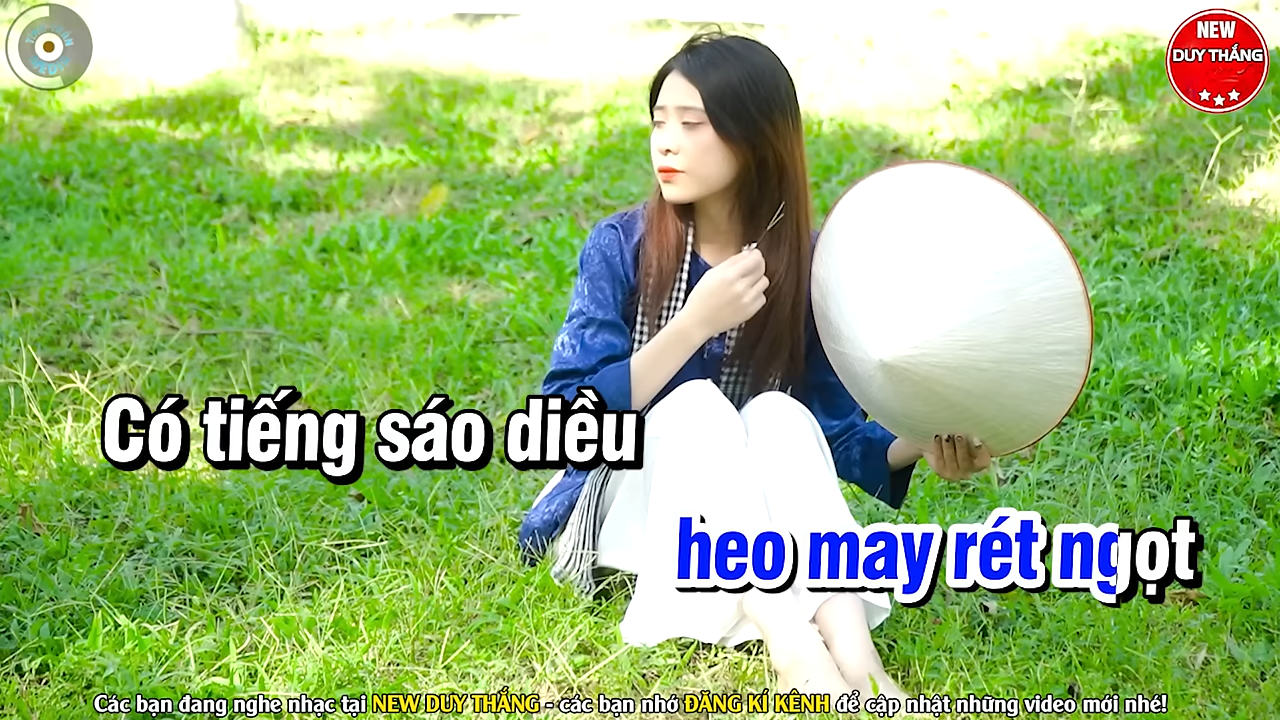 NEW
DUY THẮNG
Có tiếng sáo diều
heo may rét ngọt
Các bạn đang nghe nhạc tại NEW DUY THẮNG - các bạn nhớ ĐĂNG KÍ KÊNH để cập nhật những video mới nhé!